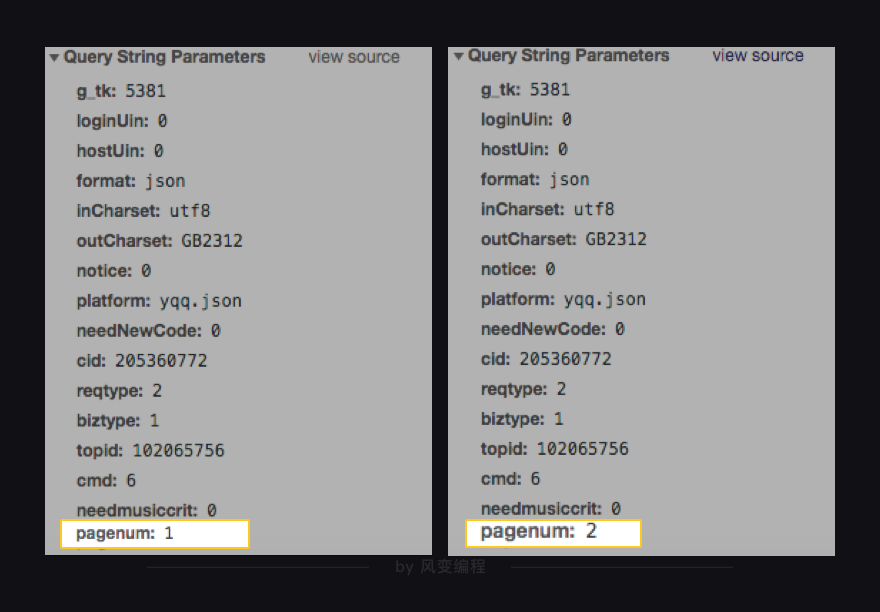 Query String Parameters view source
g_tk: 5381
loginUin: 0
hostUin: 0
format: json
inCharset: utf8
outCharset: GB2312
notice: 0
platform: yqq.json
needNewCode: 0
cid: 205360772
reqtype: 2
biztype: 1
topid: 102065756
cmd: 6
needmusiccrit: 0
pagenum: 1
Query String Parameters view source
g_tk: 5381
loginUin: 0
hostUin: 0
format: json
inCharset: utf8
outCharset: GB2312
notice: 0
platform: yqq.json
needNewCode: 0
cid: 205360772
reqtype: 2
biztype: 1
topid: 102065756
cmd: 6
needmusiccrit: 0
pagenum: 2
by 风变编程